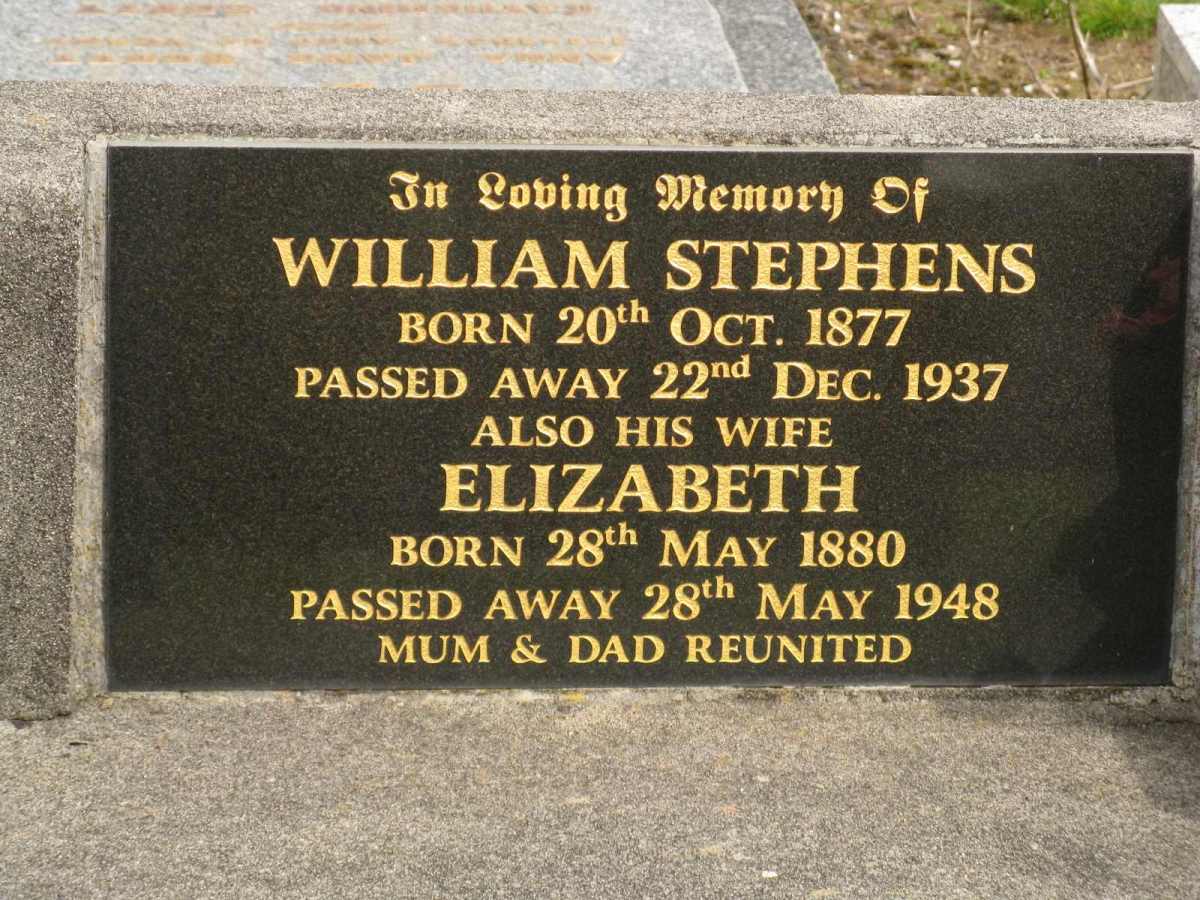 In Loving Memory Of
WILLIAM STEPHENS
BORN 20th OCT. 1877
PASSED AWAY 22nd DEC. 1937
ALSO HIS WIFE
ELIZABETH
BORN 28th MAY 1880
PASSED AWAY 28th MAY 1948
MUM & DAD REUNITED